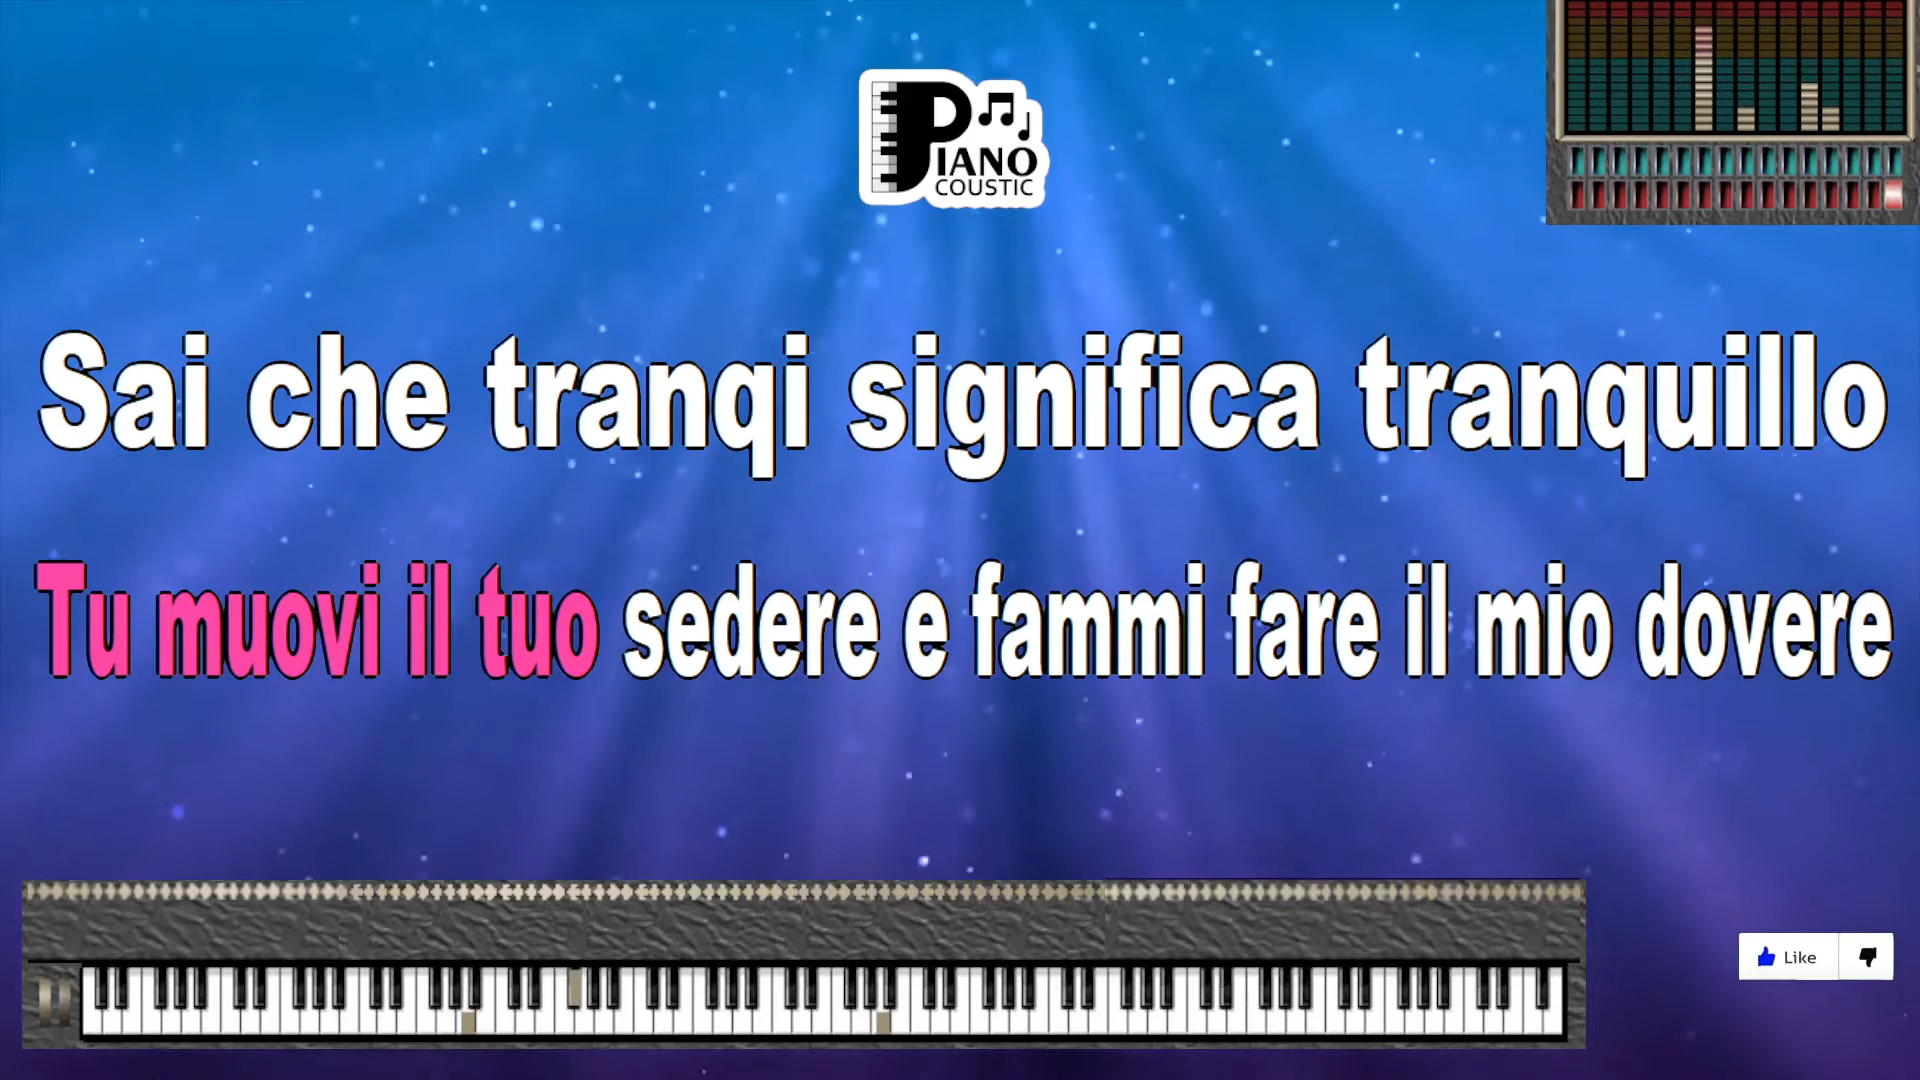 PIANO
COUSTIC
Sai che tranqi significa tranquillo
Tu muovi il tuo sedere e fammi fare il mio dovere
Like